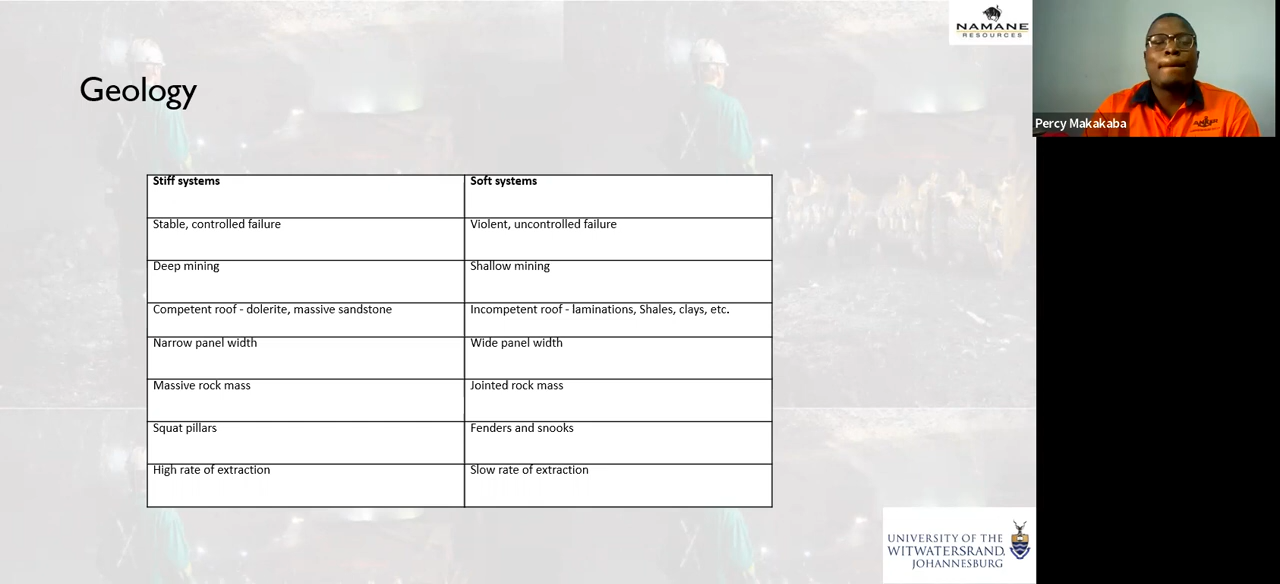 NAMANE
RESOURCES
Percy Makakaba
Geology
Stiff systems
Soft systems
Stable, controlled failure
Violent, uncontrolled failure
Deep mining
Shallow mining
Competent roof - dolerite, massive sandstone
Incompetent roof - laminations, Shales, clays, etc.
Narrow panel width
Wide panel width
Massive rock mass
Jointed rock mass
Squat pillars
Fenders and snooks
High rate of extraction
Slow rate of extraction
UNIVERSITY OF THE
WITWATERSRAND,
JOHANNESBURG